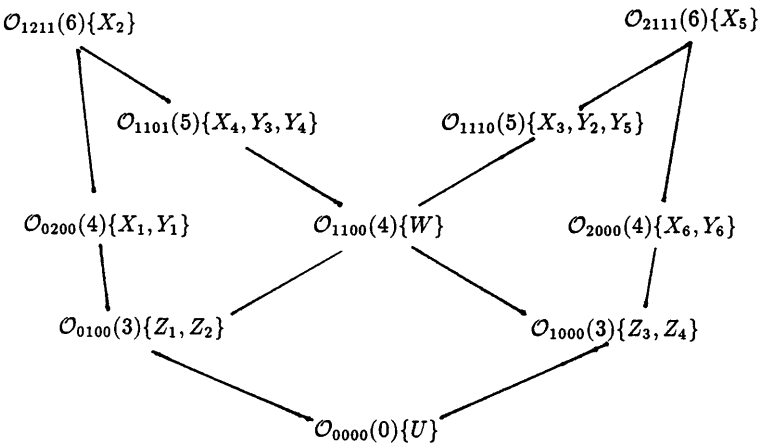 𝒪₁₂₁₁(6){X₂} 𝒪₂₁₁₁(6){X₅}
𝒪₁₁₀₁(5){X₄, Y₃, Y₄} 𝒪₁₁₁₀(5){X₃, Y₂, Y₅}
𝒪₀₂₀₀(4){X₁, Y₁} 𝒪₁₁₀₀(4){W} 𝒪₂₀₀₀(4){X₆, Y₆}
𝒪₀₁₀₀(3){Z₁, Z₂} 𝒪₁₀₀₀(3){Z₃, Z₄}
𝒪₀₀₀₀(0){U}